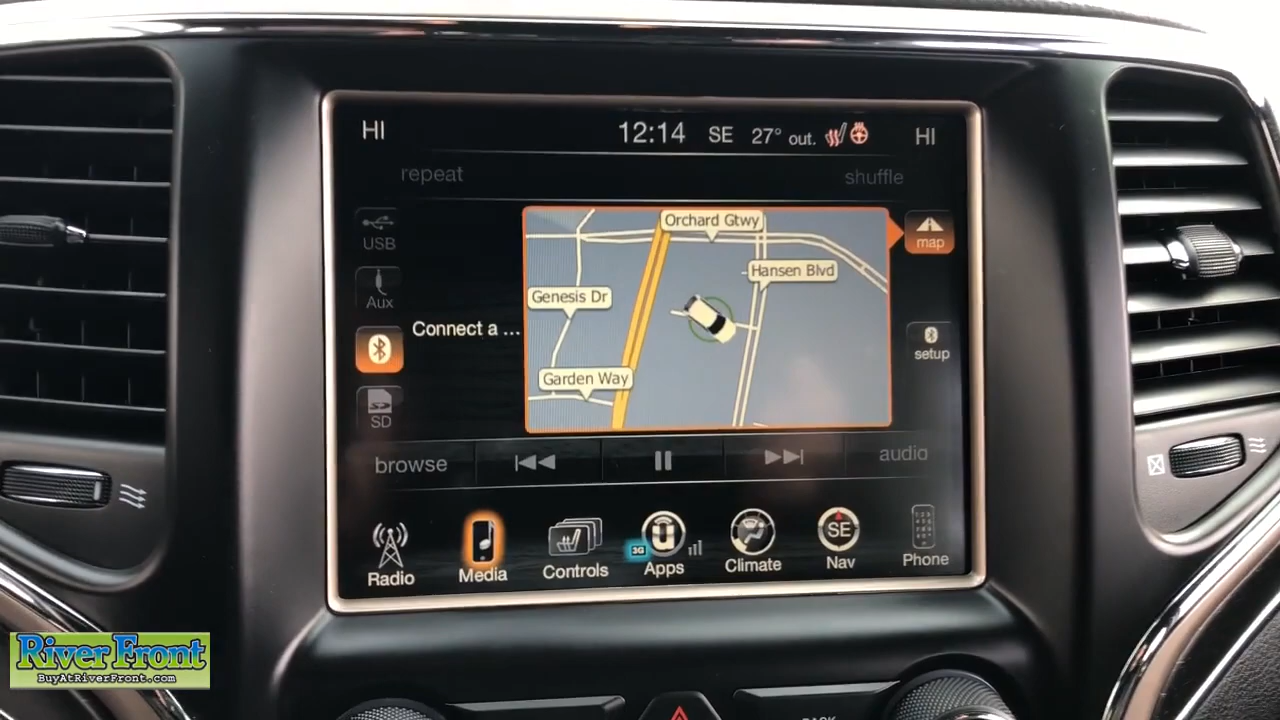 HI 12:14 SE 27° out. HI
repeat shuffle
USB
Aux
Connect a ...
SD
Orchard Gtwy
Hansen Blvd
Genesis Dr
Garden Way
map
setup
browse audio
Radio Media Controls 3G Apps Climate SE Nav Phone
River Front
BuyAtRiverFront.com
BACK